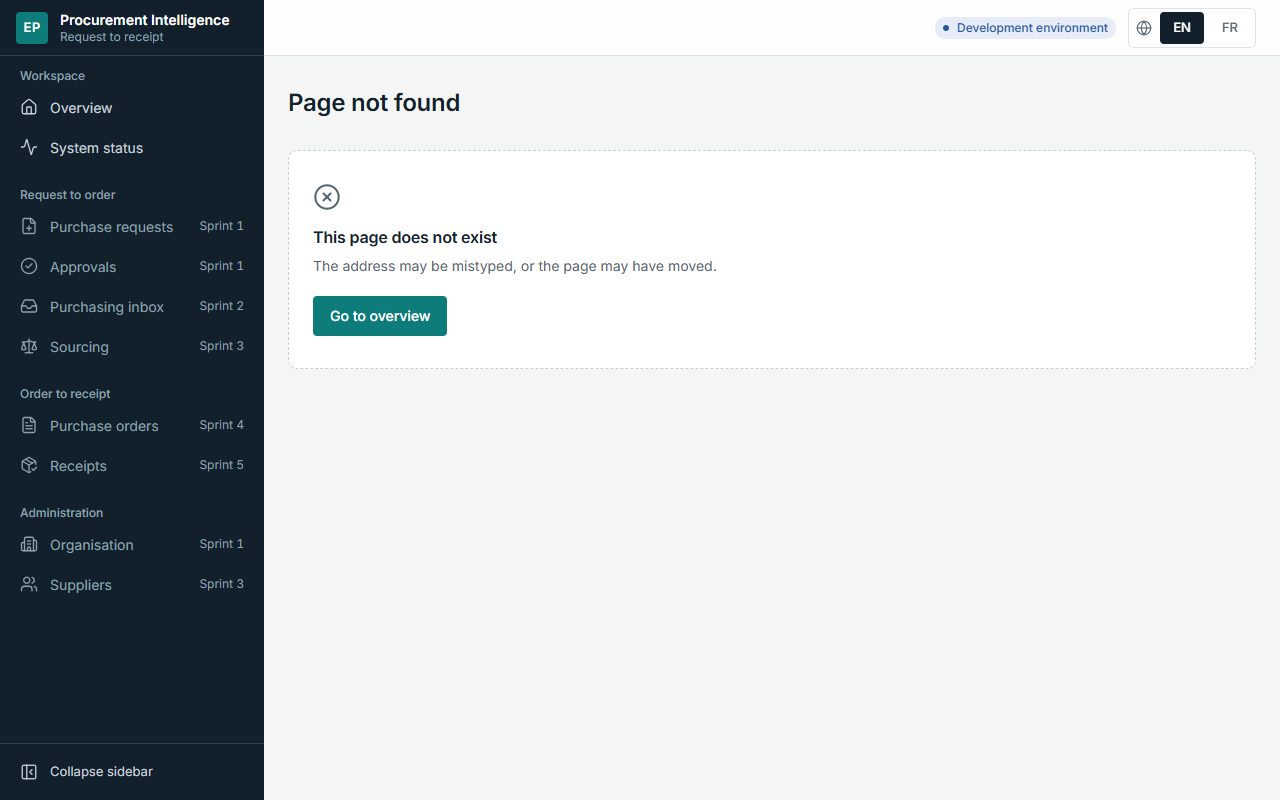 EP
Procurement Intelligence
Request to receipt
Development environment
EN
FR
Workspace
Overview
System status
Request to order
Purchase requests Sprint 1
Approvals Sprint 1
Purchasing inbox Sprint 2
Sourcing Sprint 3
Order to receipt
Purchase orders Sprint 4
Receipts Sprint 5
Administration
Organisation Sprint 1
Suppliers Sprint 3
Collapse sidebar
Page not found
This page does not exist
The address may be mistyped, or the page may have moved.
Go to overview